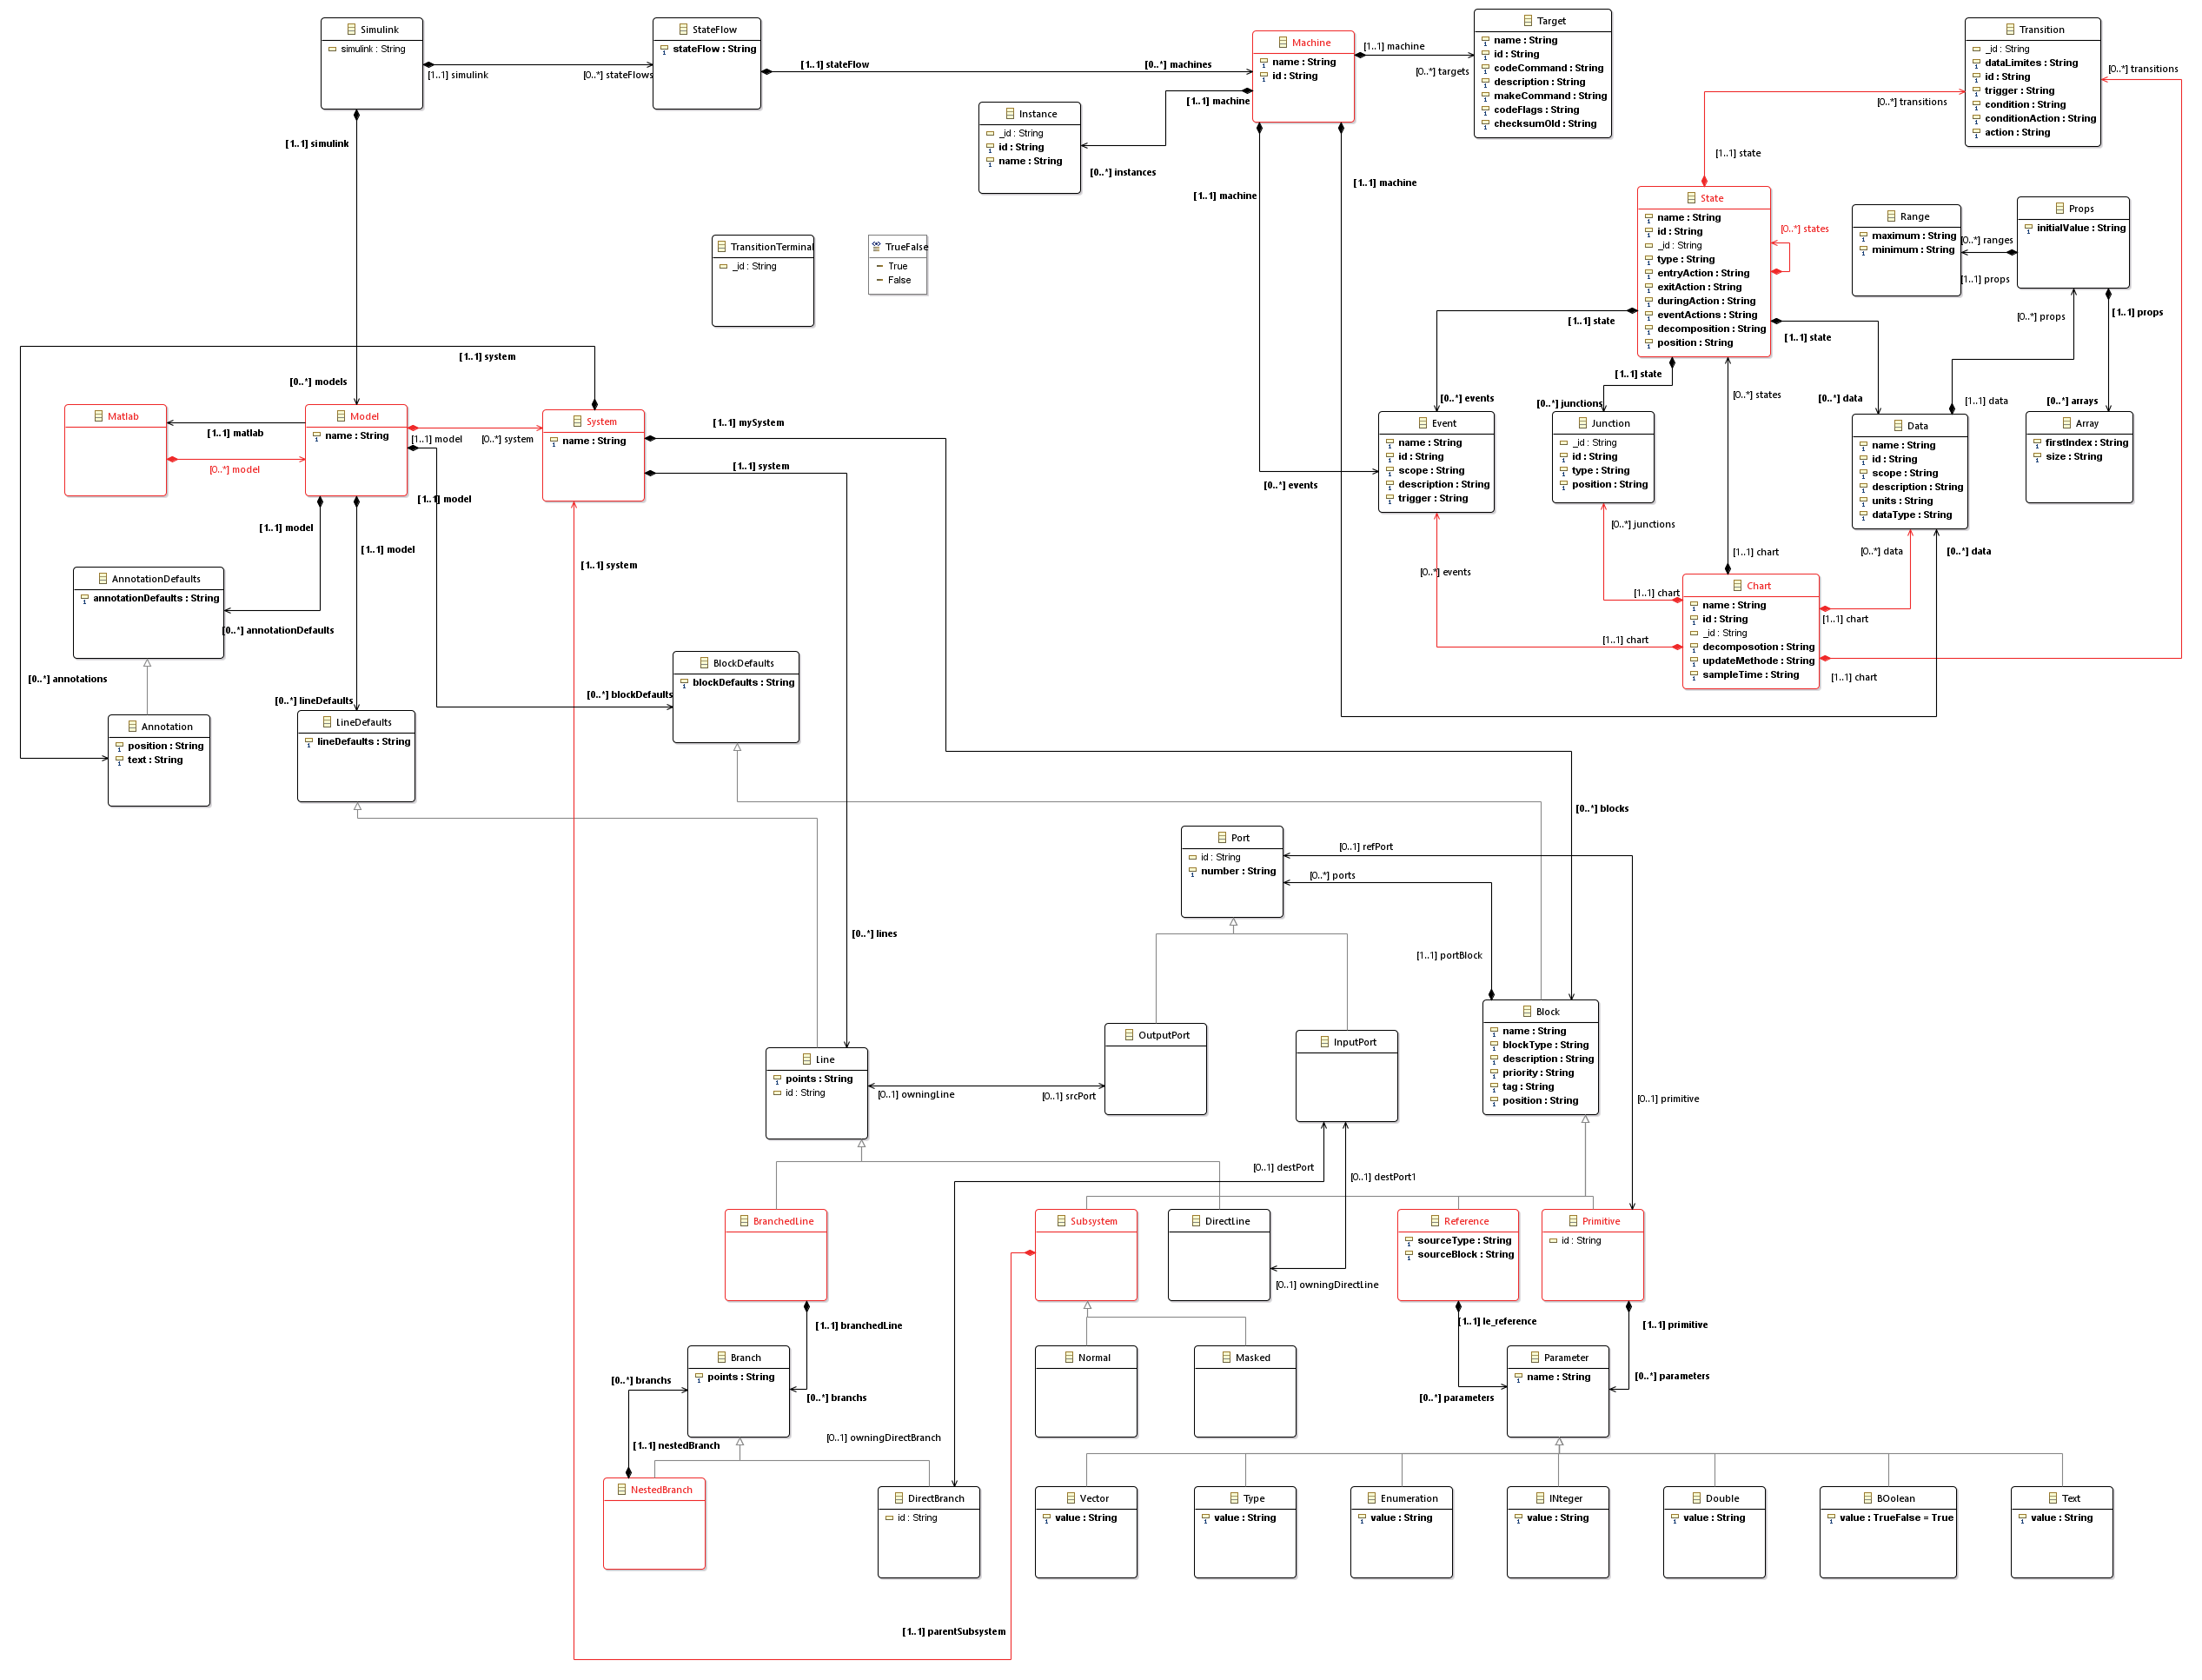 Simulink
simulink : String
[1..1] simulink
[0..*] stateFlows
StateFlow
stateFlow : String
[1..1] stateFlow
[0..*] machines
Machine
name : String
id : String
[1..1] machine
[0..*] targets
Target
name : String
id : String
codeCommand : String
description : String
makeCommand : String
codeFlags : String
checksumOld : String
Transition
_id : String
dataLimites : String
id : String
trigger : String
condition : String
conditionAction : String
action : String
[0..*] transitions
[0..*] transitions
[1..1] state
[1..1] machine
Instance
_id : String
id : String
name : String
[0..*] instances
[1..1] machine
[1..1] machine
[1..1] simulink
State
name : String
id : String
_id : String
type : String
entryAction : String
exitAction : String
duringAction : String
eventActions : String
decomposition : String
position : String
[0..*] states
Range
maximum : String
minimum : String
[0..*] ranges
[1..1] props
Props
initialValue : String
[0..*] props
[1..1] props
TransitionTerminal
_id : String
TrueFalse
True
False
[1..1] state
[1..1] state
[1..1] state
[1..1] system
[0..*] models
[0..*] events
[0..*] junctions
[0..*] states
[0..*] data
[1..1] data
[0..*] arrays
Matlab
[1..1] matlab
[0..*] model
Model
name : String
[1..1] model
[0..*] system
[1..1] model
System
name : String
[1..1] mySystem
[1..1] system
Event
name : String
id : String
scope : String
description : String
trigger : String
[0..*] events
Junction
_id : String
id : String
type : String
position : String
Data
name : String
id : String
scope : String
description : String
units : String
dataType : String
Array
firstIndex : String
size : String
[1..1] model
[1..1] model
[1..1] system
[0..*] junctions
[1..1] chart
[0..*] data
[0..*] data
[0..*] events
[1..1] chart
[1..1] chart
[1..1] chart
[1..1] chart
Chart
name : String
id : String
_id : String
decomposotion : String
updateMethode : String
sampleTime : String
AnnotationDefaults
annotationDefaults : String
[0..*] annotationDefaults
[0..*] annotations
Annotation
position : String
text : String
[0..*] lineDefaults
LineDefaults
lineDefaults : String
[0..*] blockDefaults
BlockDefaults
blockDefaults : String
[0..*] blocks
Port
id : String
number : String
[0..1] refPort
[0..*] ports
[0..*] lines
[1..1] portBlock
OutputPort
InputPort
Block
name : String
blockType : String
description : String
priority : String
tag : String
position : String
Line
points : String
id : String
[0..1] owningLine
[0..1] srcPort
[0..1] primitive
[0..1] destPort
[0..1] destPort1
BranchedLine
Subsystem
DirectLine
[0..1] owningDirectLine
Reference
sourceType : String
sourceBlock : String
Primitive
id : String
[1..1] branchedLine
[1..1] le_reference
[1..1] primitive
Branch
points : String
[0..*] branchs
[0..*] branchs
Normal
Masked
Parameter
name : String
[0..*] parameters
[0..*] parameters
[1..1] nestedBranch
[0..1] owningDirectBranch
NestedBranch
DirectBranch
id : String
Vector
value : String
Type
value : String
Enumeration
value : String
INteger
value : String
Double
value : String
BOolean
value : TrueFalse = True
Text
value : String
[1..1] parentSubsystem